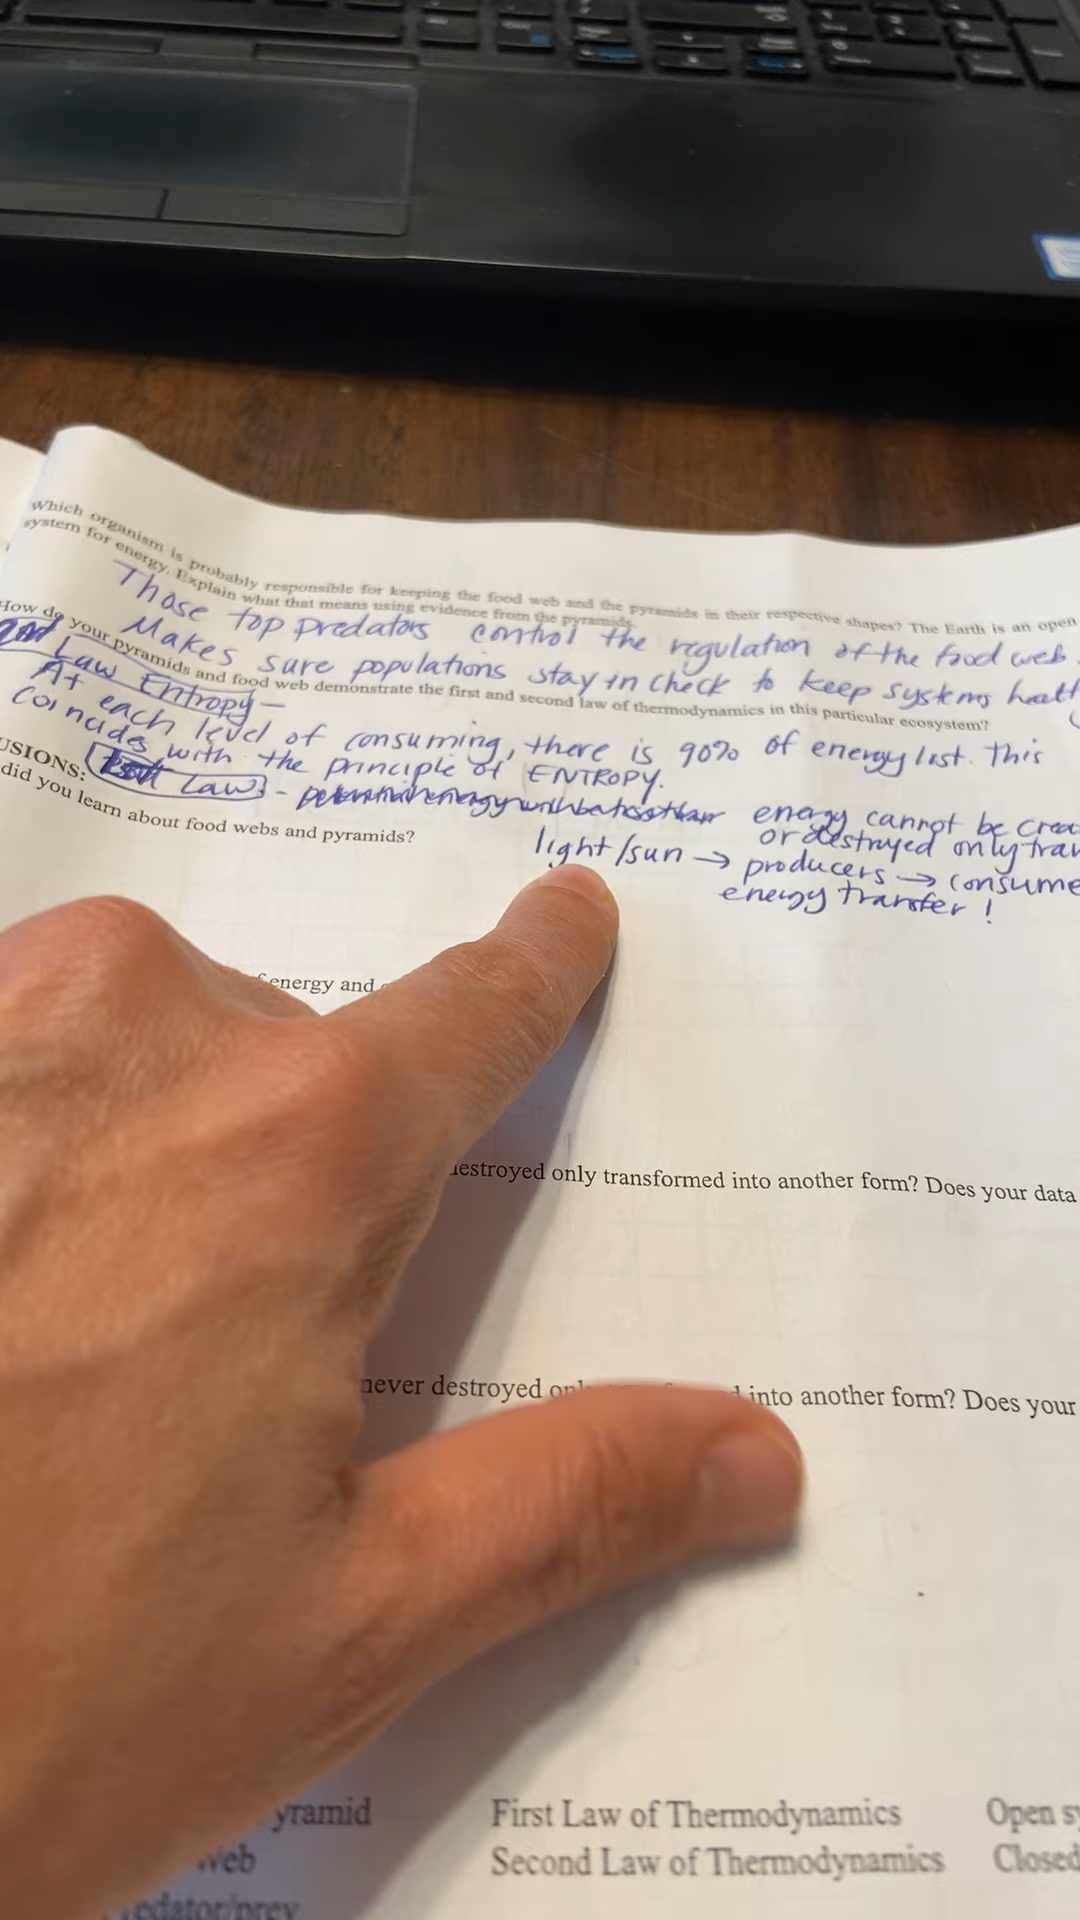 Which organism is probably responsible for keeping the food web and the pyramids in their respective shapes? The Earth is an open
system for energy. Explain what that means using evidence from the pyramids.
Those top predators control the regulation of the food web.
Makes sure populations stay in check to keep systems healt
How do your pyramids and food web demonstrate the first and second law of thermodynamics in this particular ecosystem?
2nd Law Entropy —
At each level of consuming, there is 90% of energy lost. This
coincides with the principle of ENTROPY.
USIONS:
Law - energy cannot be crea
or destroyed only tran
did you learn about food webs and pyramids?
light/sun → producers → consume
energy transfer!
energy and
destroyed only transformed into another form? Does your data
never destroyed into another form? Does your
yramid First Law of Thermodynamics Open sy
web Second Law of Thermodynamics Closed
redator/prey